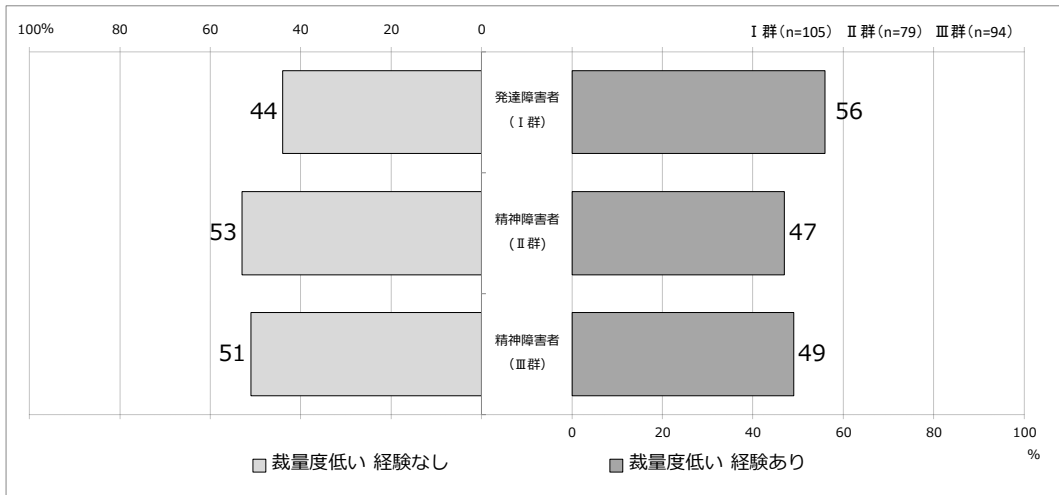 100% 80 60 40 20 0
Ⅰ群(n=105) Ⅱ群(n=79) Ⅲ群(n=94)
44
発達障害者
(Ⅰ群)
56
53
精神障害者
(Ⅱ群)
47
51
精神障害者
(Ⅲ群)
49
0 20 40 60 80 100
%
裁量度低い 経験なし
裁量度低い 経験あり